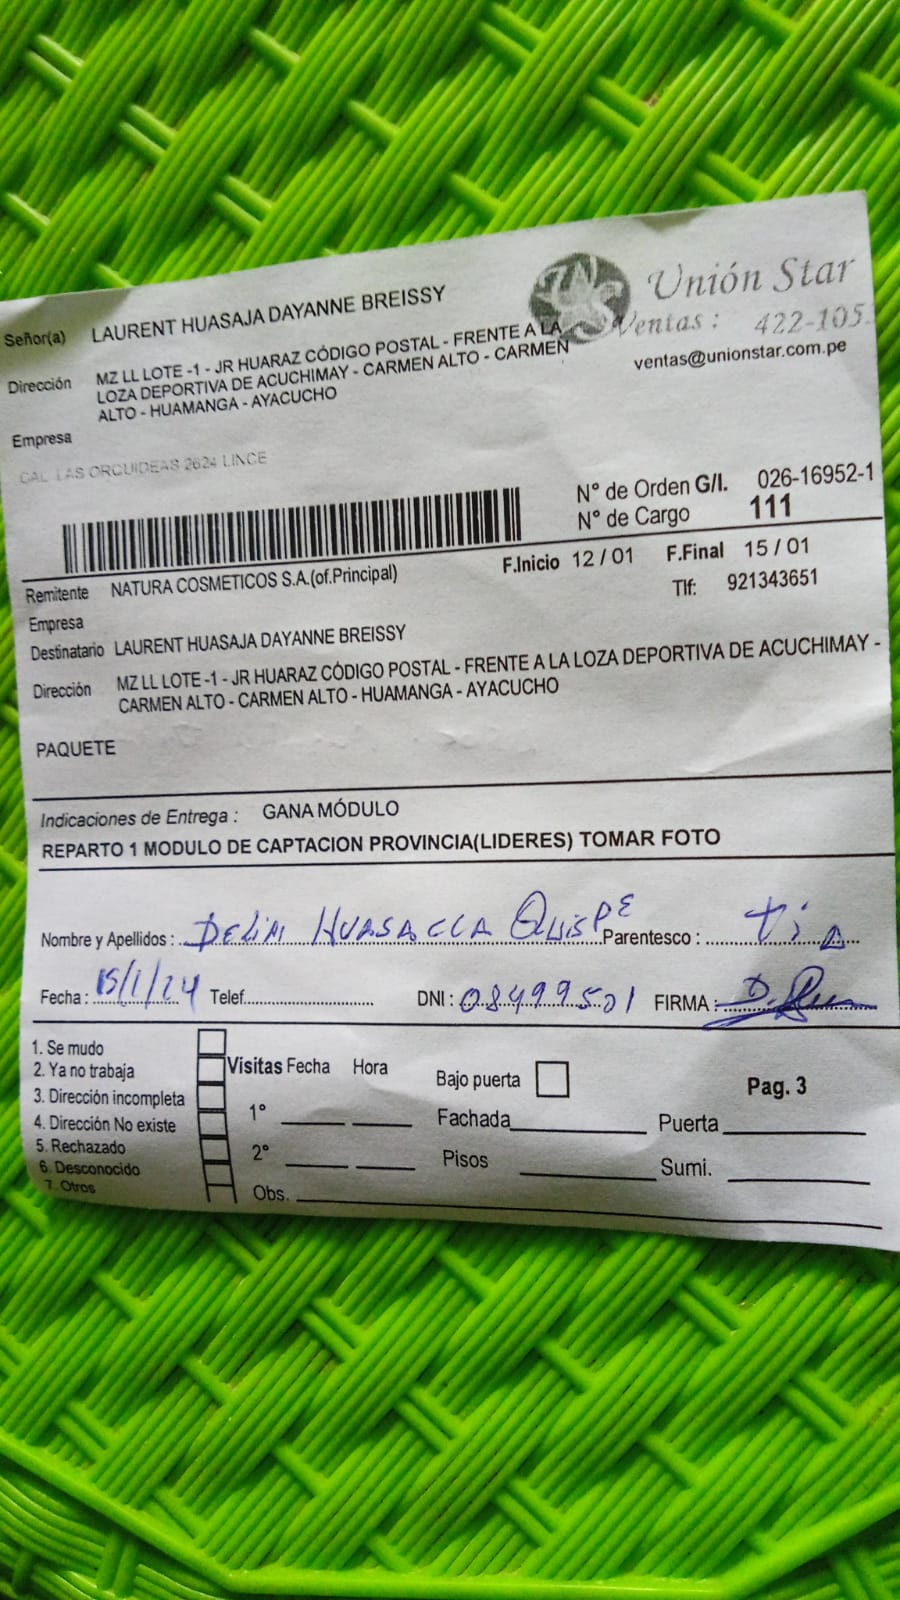 Unión Star
Ventas : 422-105
ventas@unionstar.com.pe
Señor(a) LAURENT HUASAJA DAYANNE BREISSY
Dirección MZ LL LOTE -1 - JR HUARAZ CÓDIGO POSTAL - FRENTE A LA
LOZA DEPORTIVA DE ACUCHIMAY - CARMEN ALTO - CARMEN
ALTO - HUAMANGA - AYACUCHO
Empresa
CAL LAS ORQUIDEAS 2624 LINCE
N° de Orden G/I. 026-16952-1
N° de Cargo 111
F.Inicio 12 / 01 F.Final 15 / 01
Remitente NATURA COSMETICOS S.A.(of.Principal)
Tlf: 921343651
Empresa
Destinatario LAURENT HUASAJA DAYANNE BREISSY
Dirección MZ LL LOTE -1 - JR HUARAZ CÓDIGO POSTAL - FRENTE A LA LOZA DEPORTIVA DE ACUCHIMAY -
CARMEN ALTO - CARMEN ALTO - HUAMANGA - AYACUCHO
PAQUETE
Indicaciones de Entrega : GANA MÓDULO
REPARTO 1 MODULO DE CAPTACION PROVINCIA(LIDERES) TOMAR FOTO
Nombre y Apellidos : DELIA HUASACCA QUISPE Parentesco : Tia
Fecha : 15/1/24 Telef. DNI : 08499501 FIRMA :
1. Se mudo
2. Ya no trabaja
3. Dirección incompleta
4. Dirección No existe
5. Rechazado
6. Desconocido
7. Otros
Visitas Fecha Hora
1°
2°
Obs.
Bajo puerta
Pag. 3
Fachada Puerta
Pisos Sumi.